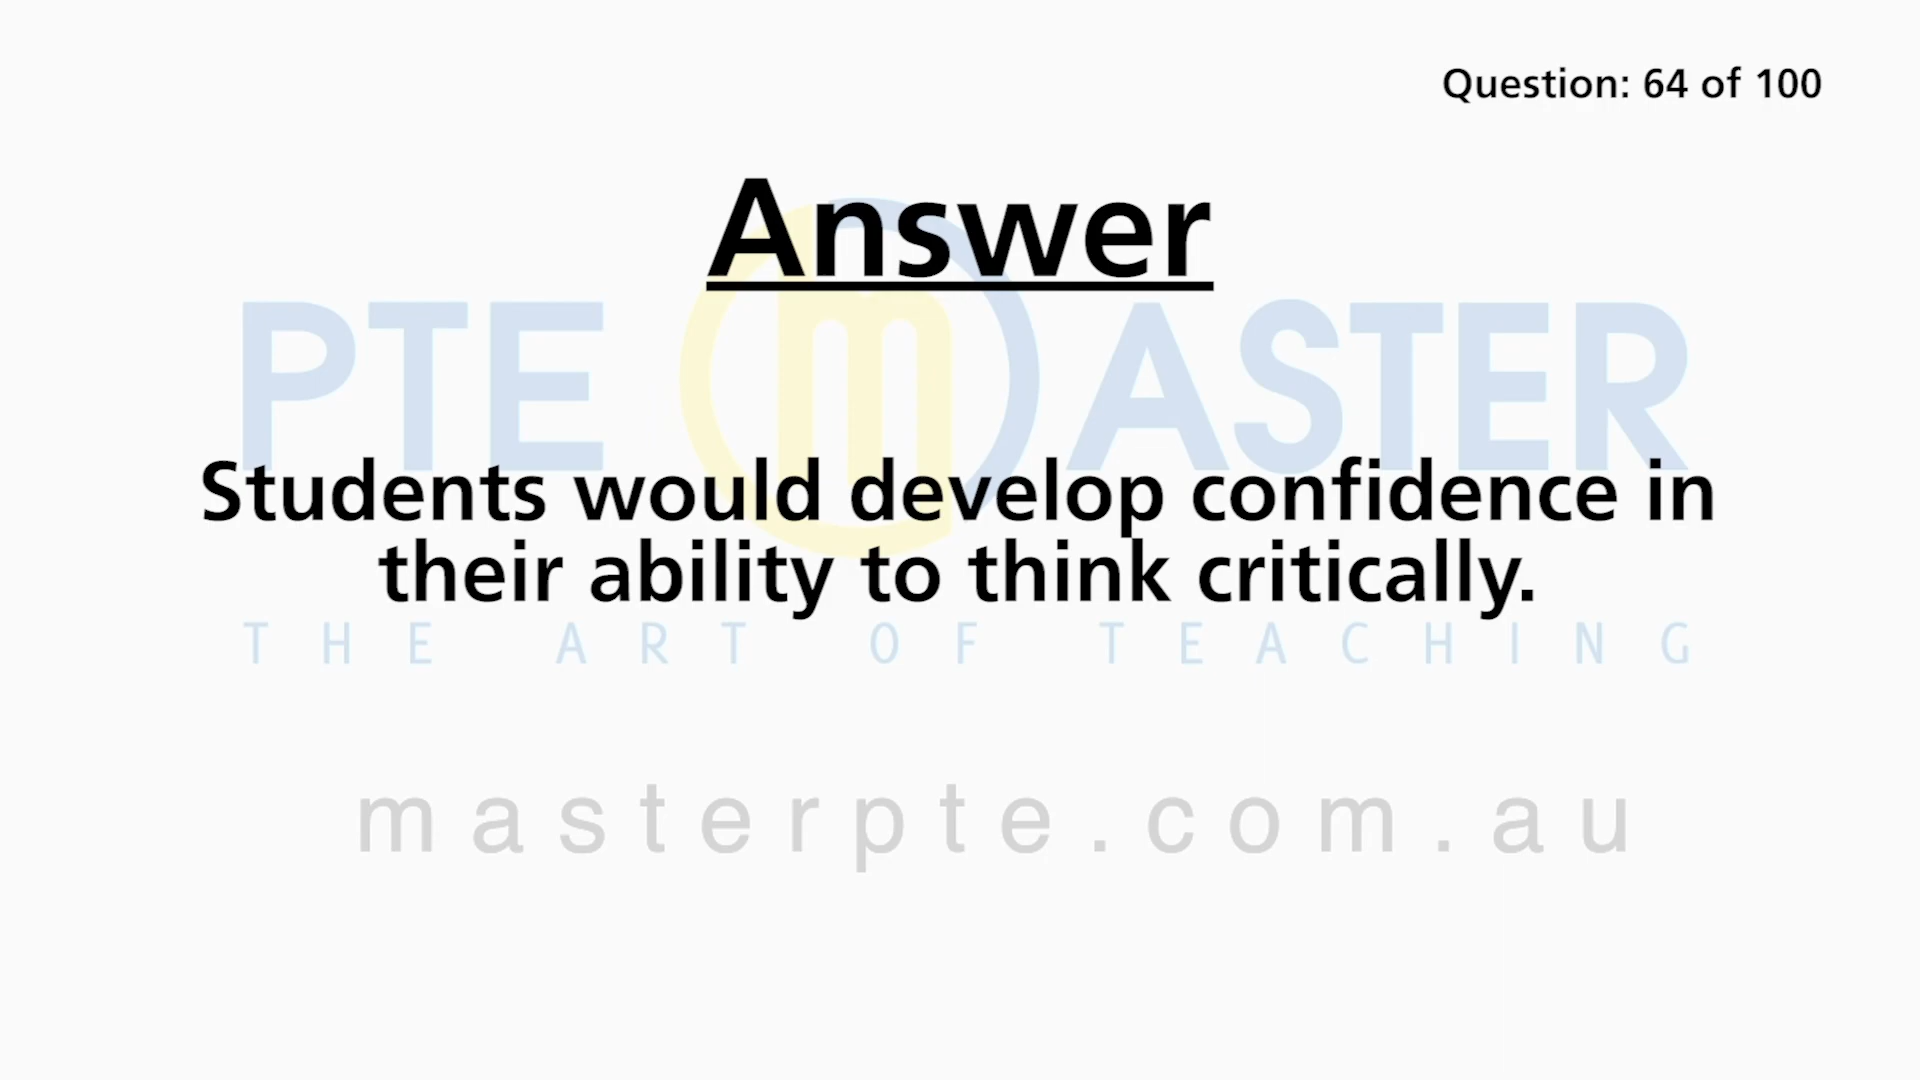 Question: 64 of 100
Answer
PTE mASTER
Students would develop confidence in
their ability to think critically.
THE ART OF TEACHING
masterpte.com.au